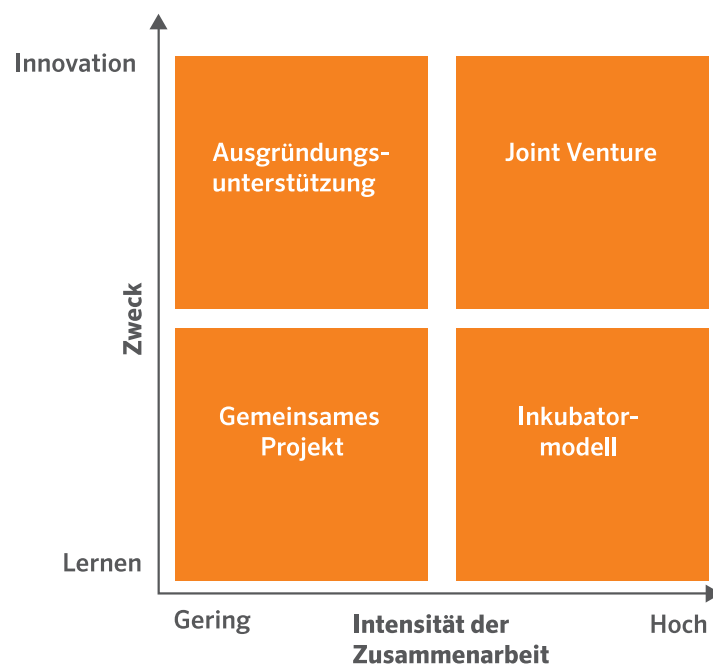 Innovation
Ausgründungs-
unterstützung
Joint Venture
Zweck
Gemeinsames
Projekt
Inkubator-
modell
Lernen
Gering
Intensität der
Zusammenarbeit
Hoch